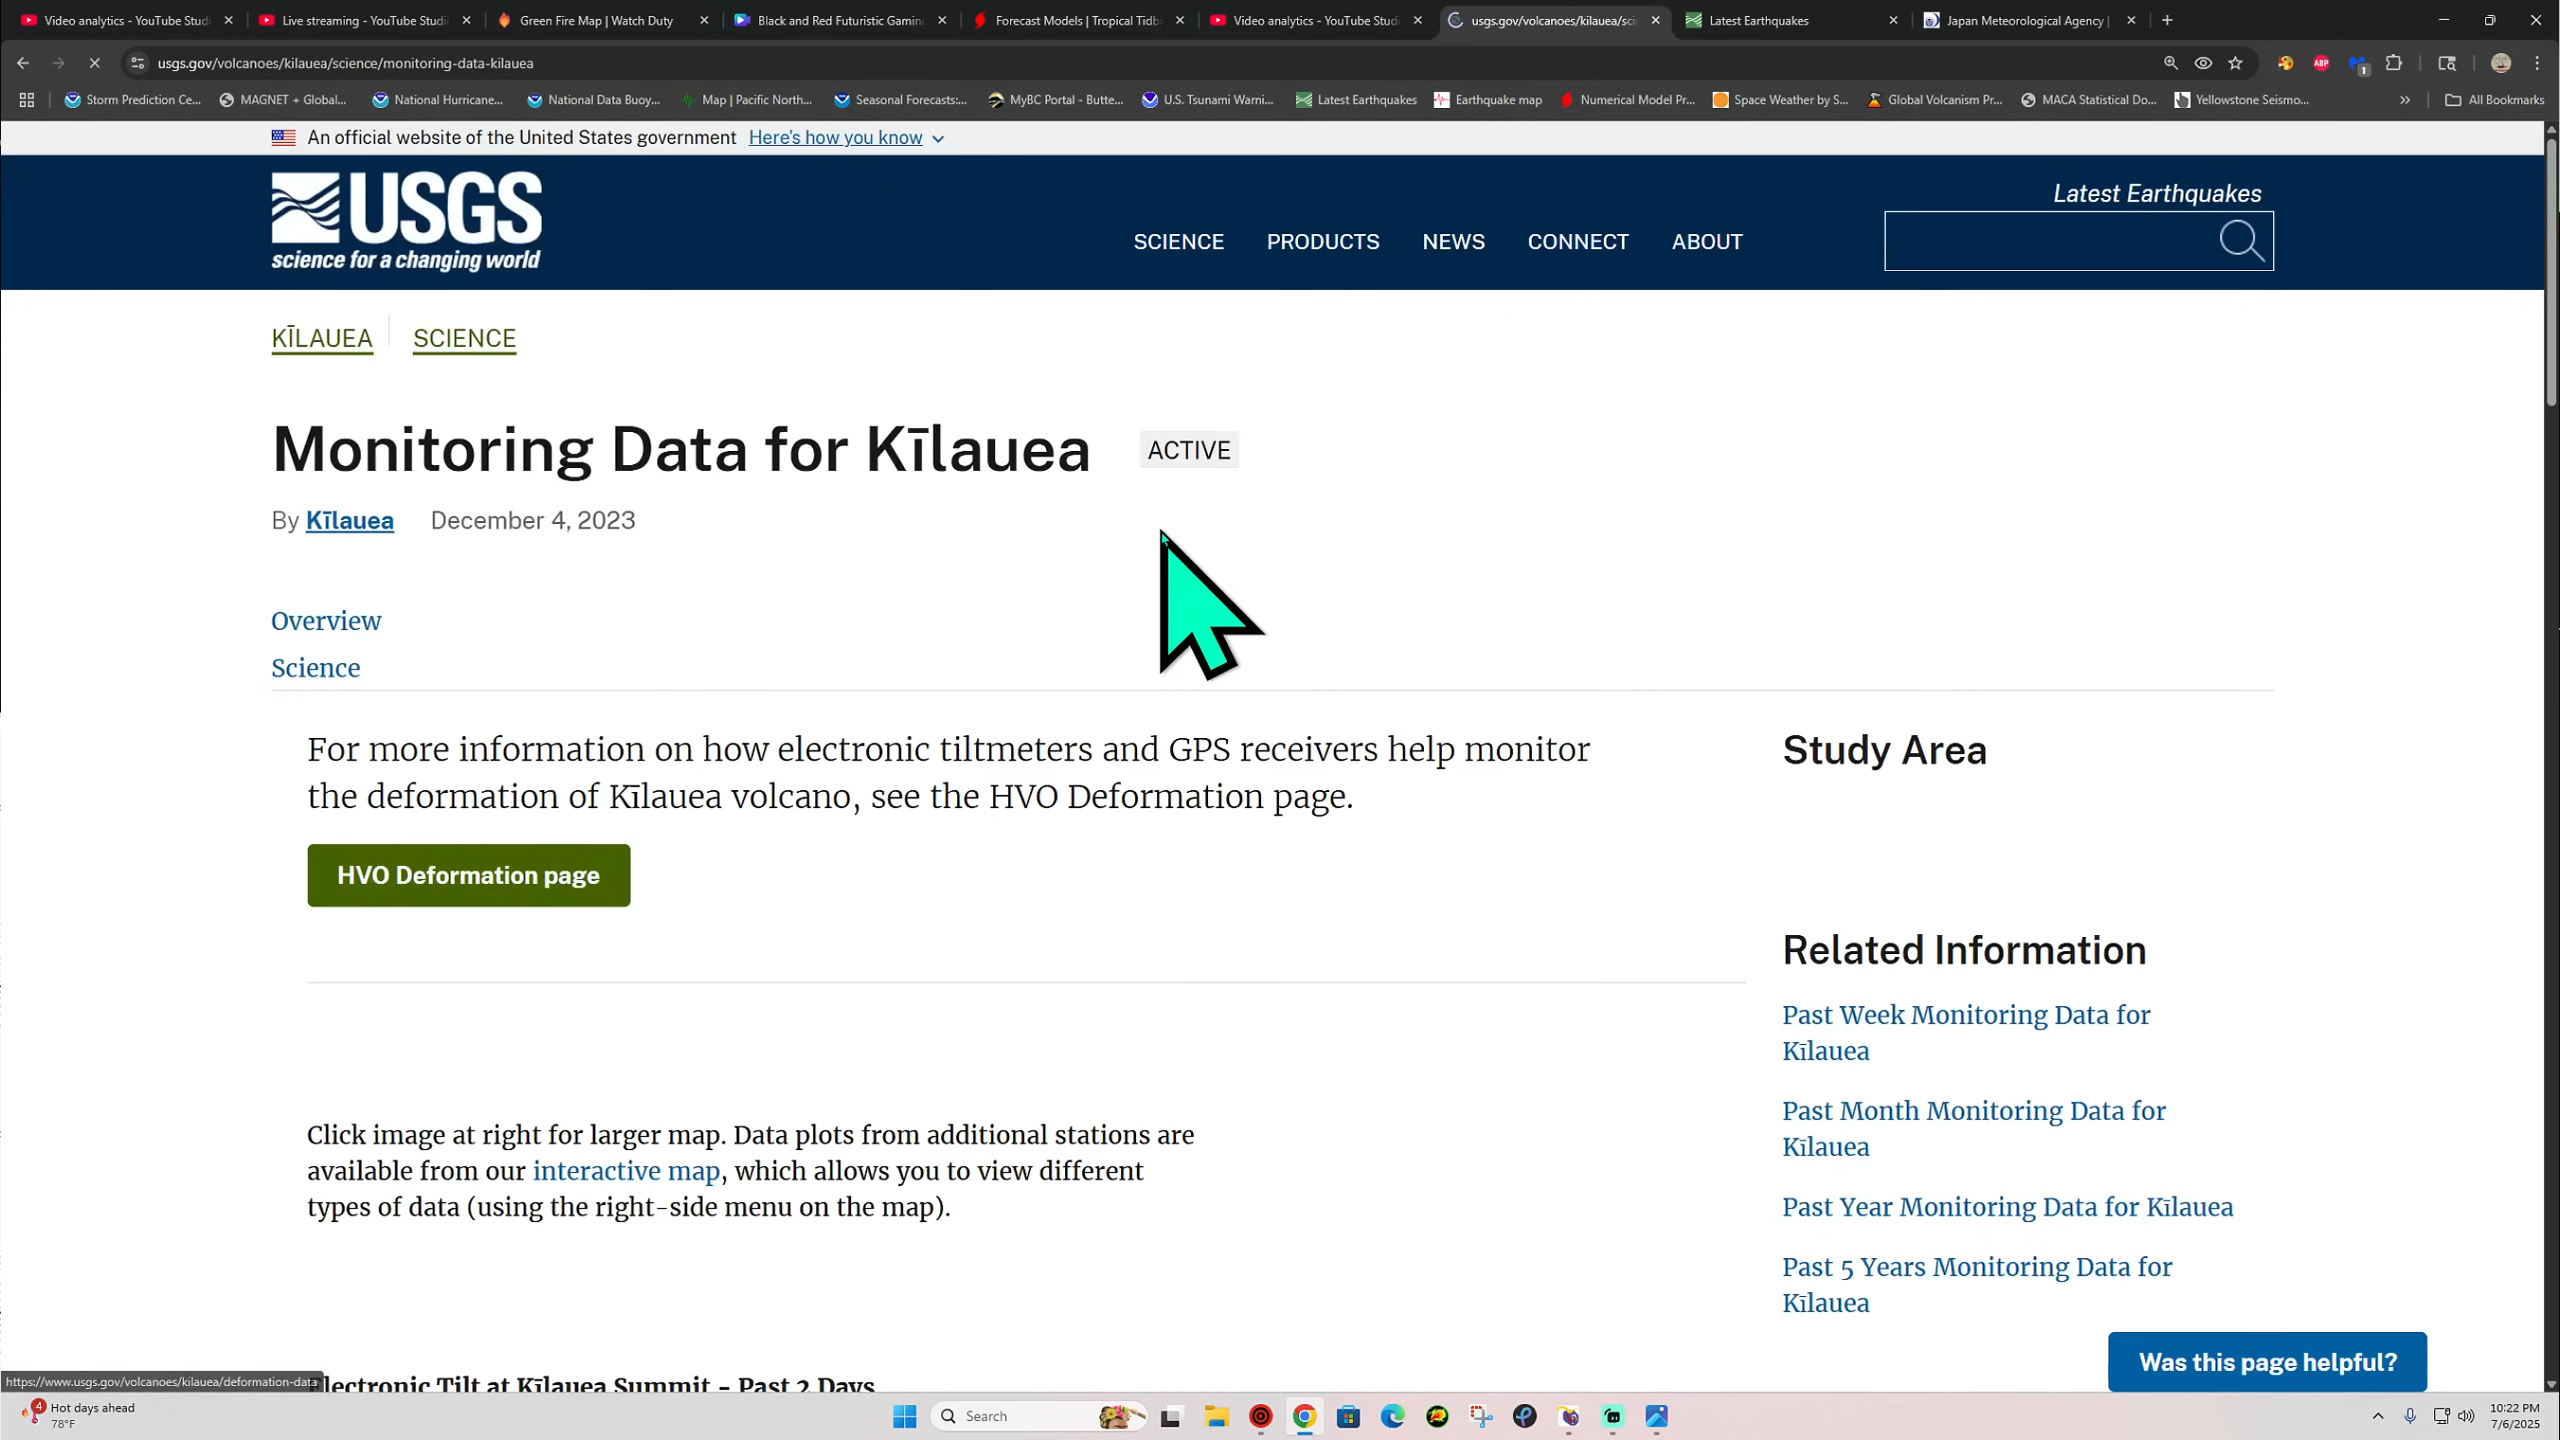 Video analytics - YouTube Studi
Live streaming - YouTube Studi
Green Fire Map | Watch Duty
Black and Red Futuristic Gamin
Forecast Models | Tropical Tidb
Video analytics - YouTube Studi
usgs.gov/volcanoes/kilauea/scie
Latest Earthquakes
Japan Meteorological Agency |
usgs.gov/volcanoes/kilauea/science/monitoring-data-kilauea
ABP
1
Storm Prediction Ce...
MAGNET + Global...
National Hurricane...
National Data Buoy...
Map | Pacific North...
Seasonal Forecasts:...
MyBC Portal - Butte...
U.S. Tsunami Warni...
Latest Earthquakes
Earthquake map
Numerical Model Pr...
Space Weather by S...
Global Volcanism Pr...
MACA Statistical Do...
Yellowstone Seismo...
All Bookmarks
An official website of the United States government Here's how you know
USGS
science for a changing world
SCIENCE
PRODUCTS
NEWS
CONNECT
ABOUT
Latest Earthquakes
KĪLAUEA
SCIENCE
Monitoring Data for Kīlauea
ACTIVE
By Kīlauea December 4, 2023
Overview
Science
For more information on how electronic tiltmeters and GPS receivers help monitor
the deformation of Kīlauea volcano, see the HVO Deformation page.
HVO Deformation page
Click image at right for larger map. Data plots from additional stations are
available from our interactive map, which allows you to view different
types of data (using the right-side menu on the map).
Electronic Tilt at Kīlauea Summit - Past 2 Days
Study Area
Related Information
Past Week Monitoring Data for
Kīlauea
Past Month Monitoring Data for
Kīlauea
Past Year Monitoring Data for Kīlauea
Past 5 Years Monitoring Data for
Kīlauea
Was this page helpful?
https://www.usgs.gov/volcanoes/kilauea/deformation-data
4
Hot days ahead
78°F
Search
10:22 PM
7/6/2025